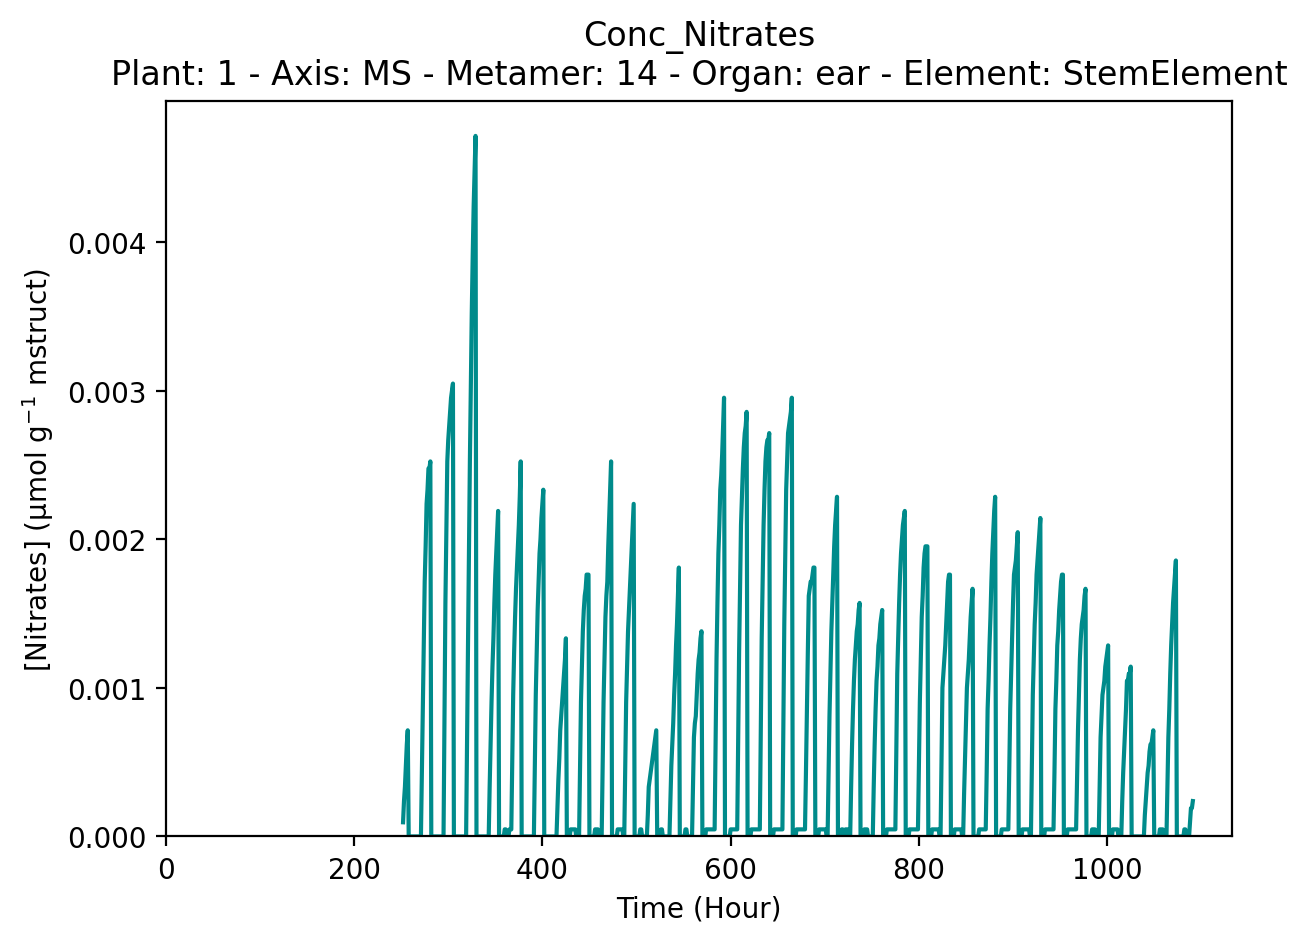 Conc_Nitrates
Plant: 1 - Axis: MS - Metamer: 14 - Organ: ear - Element: StemElement
[Nitrates] (µmol g⁻¹ mstruct)
0.004
0.003
0.002
0.001
0.000
0 200 400 600 800 1000
Time (Hour)